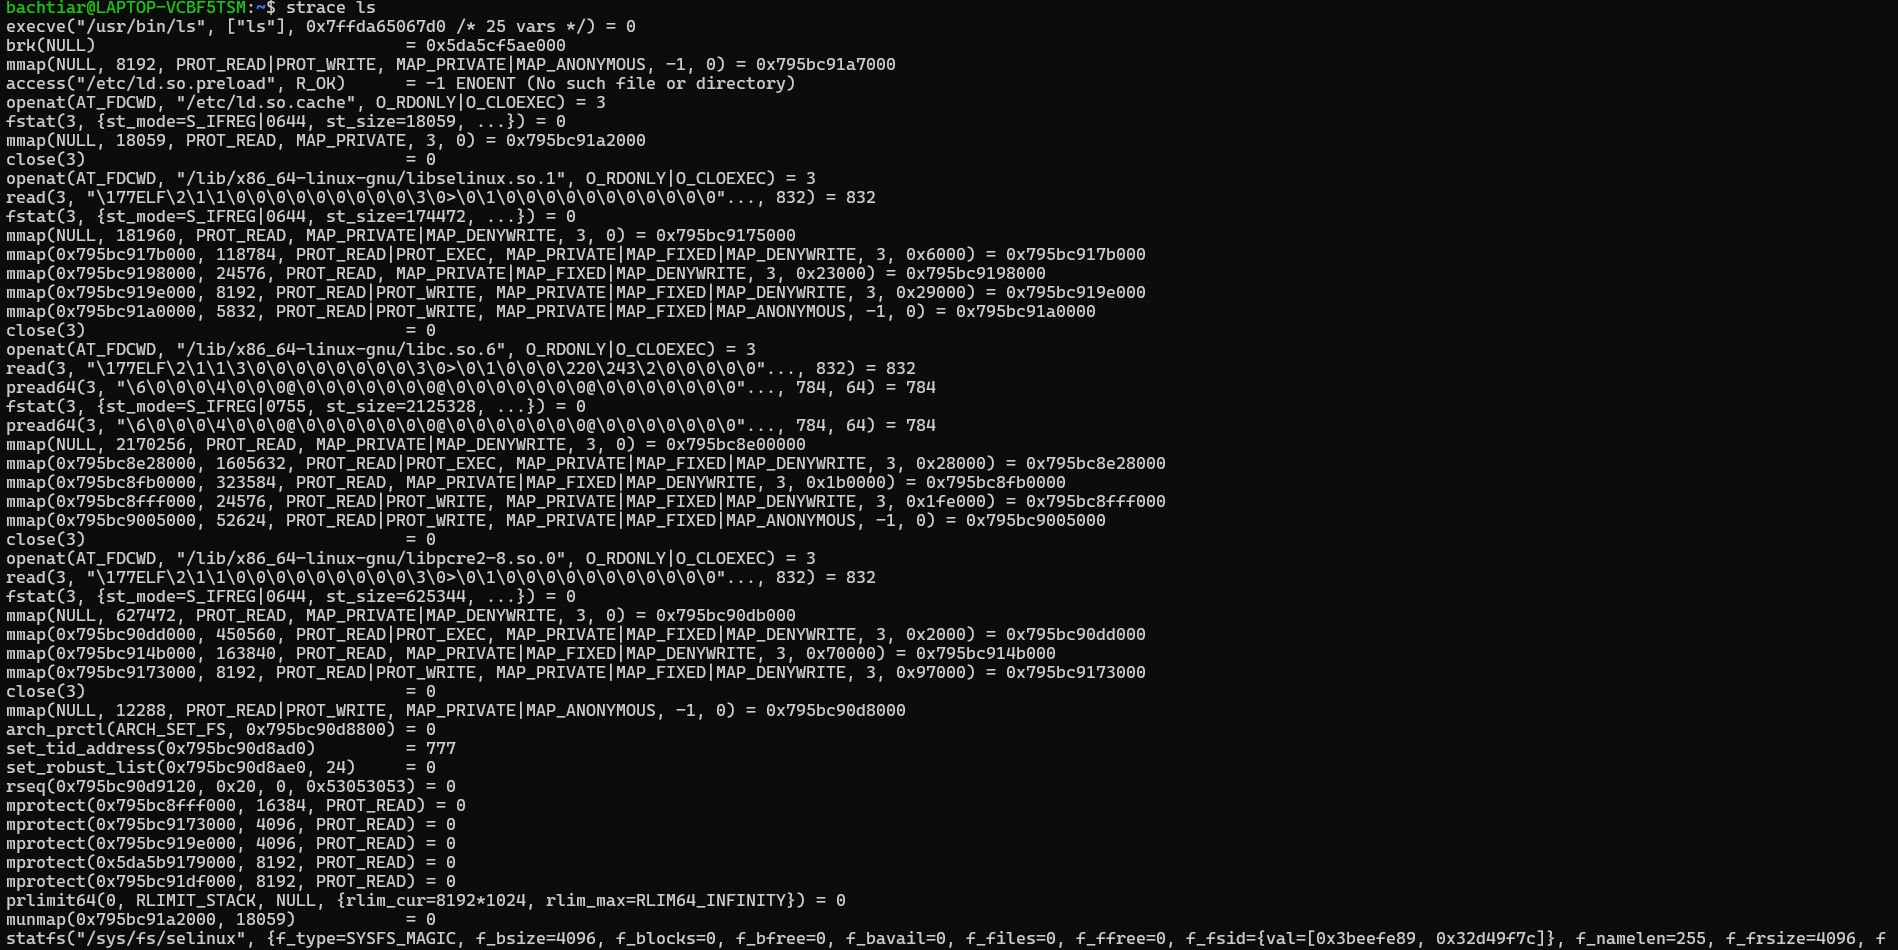 bachtiar@LAPTOP-VCBF5TSM:~$ strace ls
execve("/usr/bin/ls", ["ls"], 0x7ffda65067d0 /* 25 vars */) = 0
brk(NULL)                               = 0x5da5cf5ae000
mmap(NULL, 8192, PROT_READ|PROT_WRITE, MAP_PRIVATE|MAP_ANONYMOUS, -1, 0) = 0x795bc91a7000
access("/etc/ld.so.preload", R_OK)      = -1 ENOENT (No such file or directory)
openat(AT_FDCWD, "/etc/ld.so.cache", O_RDONLY|O_CLOEXEC) = 3
fstat(3, {st_mode=S_IFREG|0644, st_size=18059, ...}) = 0
mmap(NULL, 18059, PROT_READ, MAP_PRIVATE, 3, 0) = 0x795bc91a2000
close(3)                                = 0
openat(AT_FDCWD, "/lib/x86_64-linux-gnu/libselinux.so.1", O_RDONLY|O_CLOEXEC) = 3
read(3, "\177ELF\2\1\1\0\0\0\0\0\0\0\0\0\3\0>\0\1\0\0\0\0\0\0\0\0\0\0\0"..., 832) = 832
fstat(3, {st_mode=S_IFREG|0644, st_size=174472, ...}) = 0
mmap(NULL, 181960, PROT_READ, MAP_PRIVATE|MAP_DENYWRITE, 3, 0) = 0x795bc9175000
mmap(0x795bc917b000, 118784, PROT_READ|PROT_EXEC, MAP_PRIVATE|MAP_FIXED|MAP_DENYWRITE, 3, 0x6000) = 0x795bc917b000
mmap(0x795bc9198000, 24576, PROT_READ, MAP_PRIVATE|MAP_FIXED|MAP_DENYWRITE, 3, 0x23000) = 0x795bc9198000
mmap(0x795bc919e000, 8192, PROT_READ|PROT_WRITE, MAP_PRIVATE|MAP_FIXED|MAP_DENYWRITE, 3, 0x29000) = 0x795bc919e000
mmap(0x795bc91a0000, 5832, PROT_READ|PROT_WRITE, MAP_PRIVATE|MAP_FIXED|MAP_ANONYMOUS, -1, 0) = 0x795bc91a0000
close(3)                                = 0
openat(AT_FDCWD, "/lib/x86_64-linux-gnu/libc.so.6", O_RDONLY|O_CLOEXEC) = 3
read(3, "\177ELF\2\1\1\3\0\0\0\0\0\0\0\0\3\0>\0\1\0\0\0\220\243\2\0\0\0\0\0"..., 832) = 832
pread64(3, "\6\0\0\0\4\0\0\0@\0\0\0\0\0\0\0@\0\0\0\0\0\0\0@\0\0\0\0\0\0\0"..., 784, 64) = 784
fstat(3, {st_mode=S_IFREG|0755, st_size=2125328, ...}) = 0
pread64(3, "\6\0\0\0\4\0\0\0@\0\0\0\0\0\0\0@\0\0\0\0\0\0\0@\0\0\0\0\0\0\0"..., 784, 64) = 784
mmap(NULL, 2170256, PROT_READ, MAP_PRIVATE|MAP_DENYWRITE, 3, 0) = 0x795bc8e00000
mmap(0x795bc8e28000, 1605632, PROT_READ|PROT_EXEC, MAP_PRIVATE|MAP_FIXED|MAP_DENYWRITE, 3, 0x28000) = 0x795bc8e28000
mmap(0x795bc8fb0000, 323584, PROT_READ, MAP_PRIVATE|MAP_FIXED|MAP_DENYWRITE, 3, 0x1b0000) = 0x795bc8fb0000
mmap(0x795bc8fff000, 24576, PROT_READ|PROT_WRITE, MAP_PRIVATE|MAP_FIXED|MAP_DENYWRITE, 3, 0x1fe000) = 0x795bc8fff000
mmap(0x795bc9005000, 52624, PROT_READ|PROT_WRITE, MAP_PRIVATE|MAP_FIXED|MAP_ANONYMOUS, -1, 0) = 0x795bc9005000
close(3)                                = 0
openat(AT_FDCWD, "/lib/x86_64-linux-gnu/libpcre2-8.so.0", O_RDONLY|O_CLOEXEC) = 3
read(3, "\177ELF\2\1\1\0\0\0\0\0\0\0\0\0\3\0>\0\1\0\0\0\0\0\0\0\0\0\0\0"..., 832) = 832
fstat(3, {st_mode=S_IFREG|0644, st_size=625344, ...}) = 0
mmap(NULL, 627472, PROT_READ, MAP_PRIVATE|MAP_DENYWRITE, 3, 0) = 0x795bc90db000
mmap(0x795bc90dd000, 450560, PROT_READ|PROT_EXEC, MAP_PRIVATE|MAP_FIXED|MAP_DENYWRITE, 3, 0x2000) = 0x795bc90dd000
mmap(0x795bc914b000, 163840, PROT_READ, MAP_PRIVATE|MAP_FIXED|MAP_DENYWRITE, 3, 0x70000) = 0x795bc914b000
mmap(0x795bc9173000, 8192, PROT_READ|PROT_WRITE, MAP_PRIVATE|MAP_FIXED|MAP_DENYWRITE, 3, 0x97000) = 0x795bc9173000
close(3)                                = 0
mmap(NULL, 12288, PROT_READ|PROT_WRITE, MAP_PRIVATE|MAP_ANONYMOUS, -1, 0) = 0x795bc90d8000
arch_prctl(ARCH_SET_FS, 0x795bc90d8800) = 0
set_tid_address(0x795bc90d8ad0)         = 777
set_robust_list(0x795bc90d8ae0, 24)     = 0
rseq(0x795bc90d9120, 0x20, 0, 0x53053053) = 0
mprotect(0x795bc8fff000, 16384, PROT_READ) = 0
mprotect(0x795bc9173000, 4096, PROT_READ) = 0
mprotect(0x795bc919e000, 4096, PROT_READ) = 0
mprotect(0x5da5b9179000, 8192, PROT_READ) = 0
mprotect(0x795bc91df000, 8192, PROT_READ) = 0
prlimit64(0, RLIMIT_STACK, NULL, {rlim_cur=8192*1024, rlim_max=RLIM64_INFINITY}) = 0
munmap(0x795bc91a2000, 18059)           = 0
statfs("/sys/fs/selinux", {f_type=SYSFS_MAGIC, f_bsize=4096, f_blocks=0, f_bfree=0, f_bavail=0, f_files=0, f_ffree=0, f_fsid={val=[0x3beefe89, 0x32d49f7c]}, f_namelen=255, f_frsize=4096, f